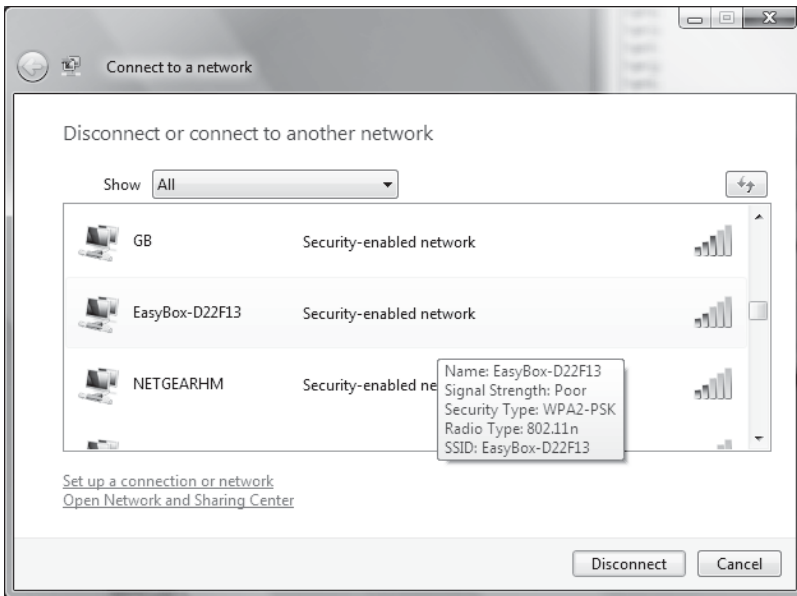 Connect to a network
Disconnect or connect to another network
Show All
GB Security-enabled network
EasyBox-D22F13 Security-enabled network
NETGEARHM Security-enabled ne
Name: EasyBox-D22F13
Signal Strength: Poor
Security Type: WPA2-PSK
Radio Type: 802.11n
SSID: EasyBox-D22F13
Set up a connection or network
Open Network and Sharing Center
Disconnect Cancel